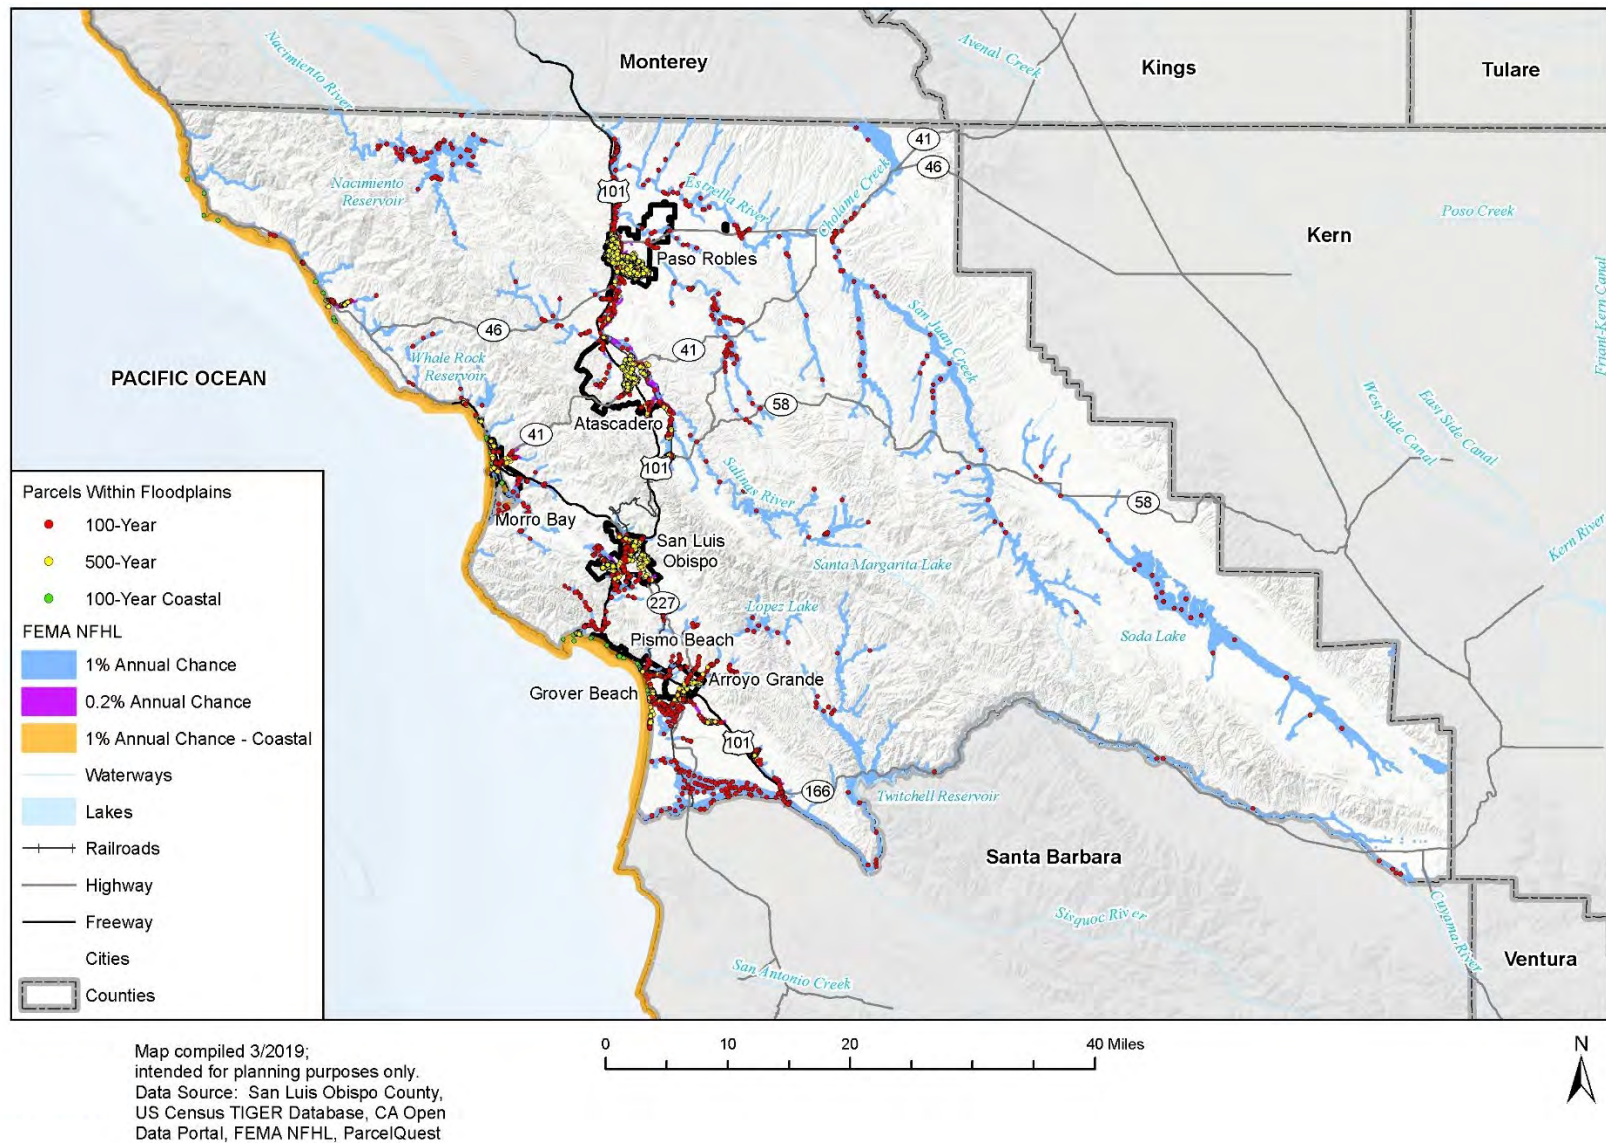 Nacimiento River
Monterey
Avenal Creek
Kings
Tulare
41
46
Nacimiento
Reservoir
101
Estrella River
Cholame Creek
Poso Creek
Kern
Paso Robles
Friant-Kern Canal
San Juan Creek
46
41
Whale Rock
Reservoir
PACIFIC OCEAN
58
West Side Canal
East Side Canal
Atascadero
41
101
Salinas River
58
Kern River
Morro Bay
San Luis
Obispo
Santa Margarita Lake
227
Lopez Lake
Soda Lake
Pismo Beach
Grover Beach
Arroyo Grande
101
166
Twitchell Reservoir
Santa Barbara
Sisquoc River
Cuyama River
San Antonio Creek
Ventura
Parcels Within Floodplains
100-Year
500-Year
100-Year Coastal
FEMA NFHL
1% Annual Chance
0.2% Annual Chance
1% Annual Chance - Coastal
Waterways
Lakes
Railroads
Highway
Freeway
Cities
Counties
Map compiled 3/2019;
intended for planning purposes only.
Data Source: San Luis Obispo County,
US Census TIGER Database, CA Open
Data Portal, FEMA NFHL, ParcelQuest
0 10 20 40 Miles
N